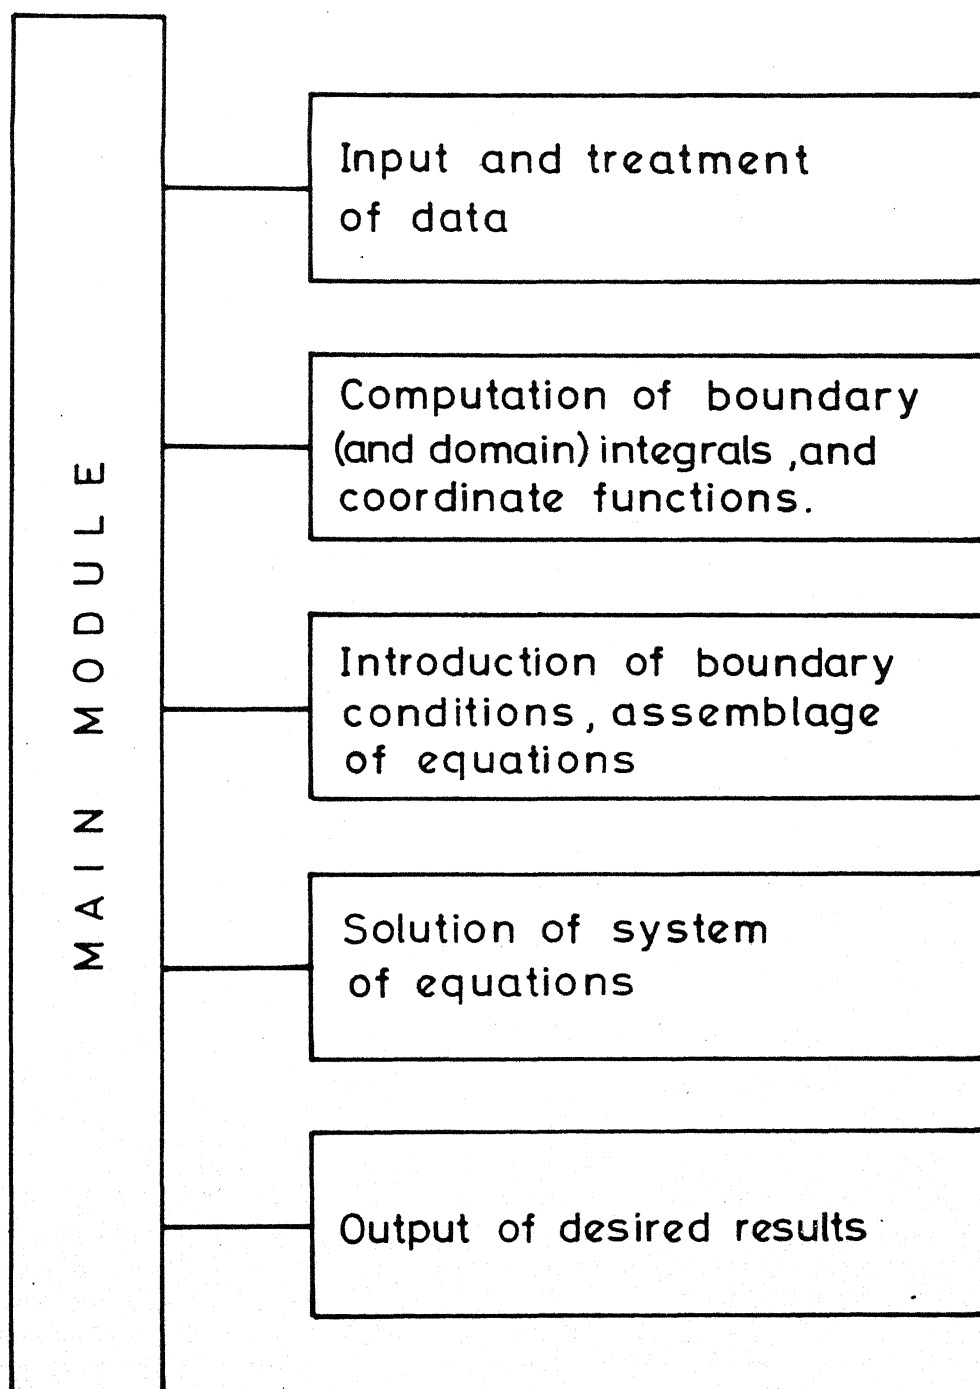 MAIN MODULE
Input and treatment
of data
Computation of boundary
(and domain) integrals ,and
coordinate functions.
Introduction of boundary
conditions, assemblage
of equations
Solution of system
of equations
Output of desired results